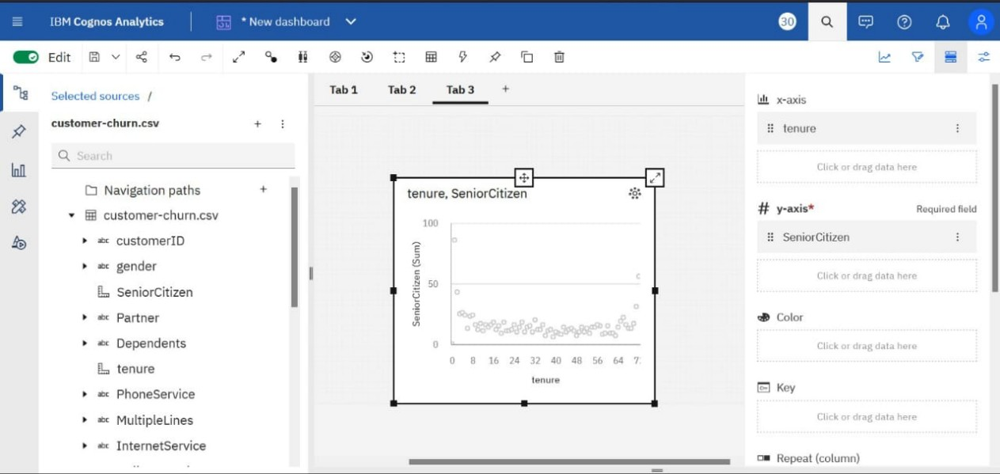 IBM Cognos Analytics
* New dashboard
30
Edit
Selected sources /
customer-churn.csv
Search
Navigation paths
customer-churn.csv
abc customerID
abc gender
SeniorCitizen
abc Partner
abc Dependents
tenure
abc PhoneService
abc MultipleLines
abc InternetService
Tab 1 Tab 2 Tab 3 +
tenure, SeniorCitizen
SeniorCitizen (Sum)
100
50
0
0 8 16 24 32 40 48 56 64
tenure
x-axis
tenure
Click or drag data here
# y-axis* Required field
SeniorCitizen
Click or drag data here
Color
Click or drag data here
Key
Click or drag data here
Repeat (column)